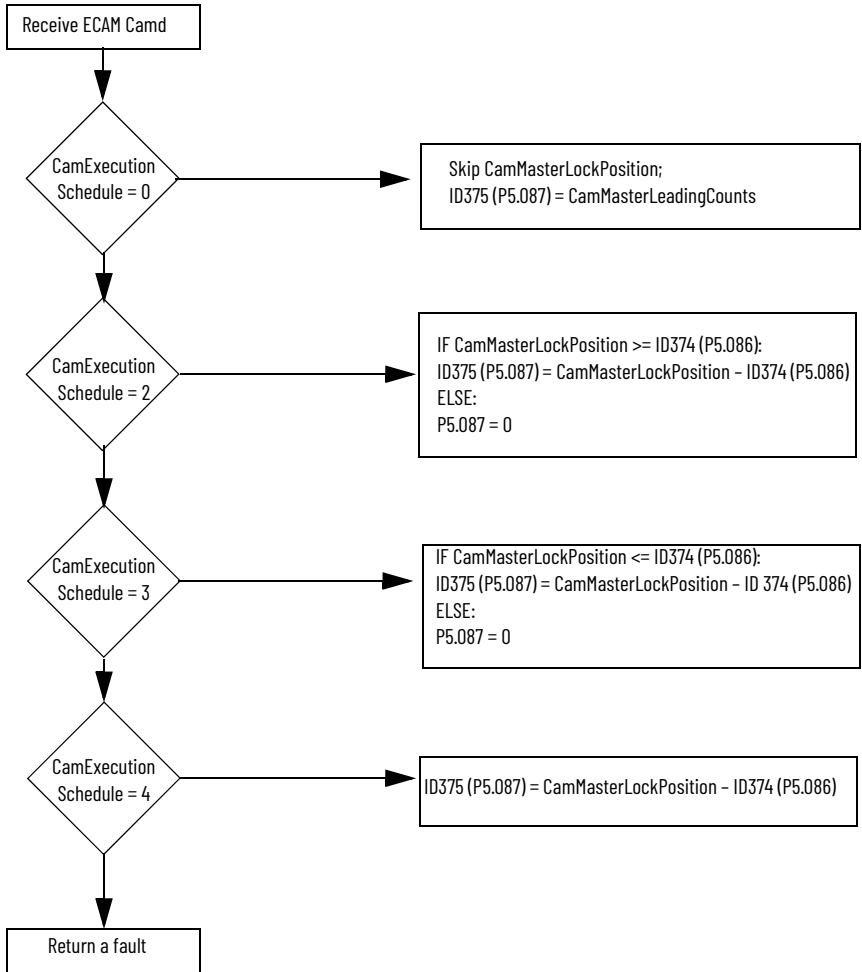 Receive ECAM Camd
CamExecution
Schedule = 0
Skip CamMasterLockPosition;
ID375 (P5.087) = CamMasterLeadingCounts
CamExecution
Schedule = 2
IF CamMasterLockPosition >= ID374 (P5.086):
ID375 (P5.087) = CamMasterLockPosition – ID374 (P5.086)
ELSE:
P5.087 = 0
CamExecution
Schedule = 3
IF CamMasterLockPosition <= ID374 (P5.086):
ID375 (P5.087) = CamMasterLockPosition – ID 374 (P5.086)
ELSE:
P5.087 = 0
CamExecution
Schedule = 4
ID375 (P5.087) = CamMasterLockPosition – ID374 (P5.086)
Return a fault